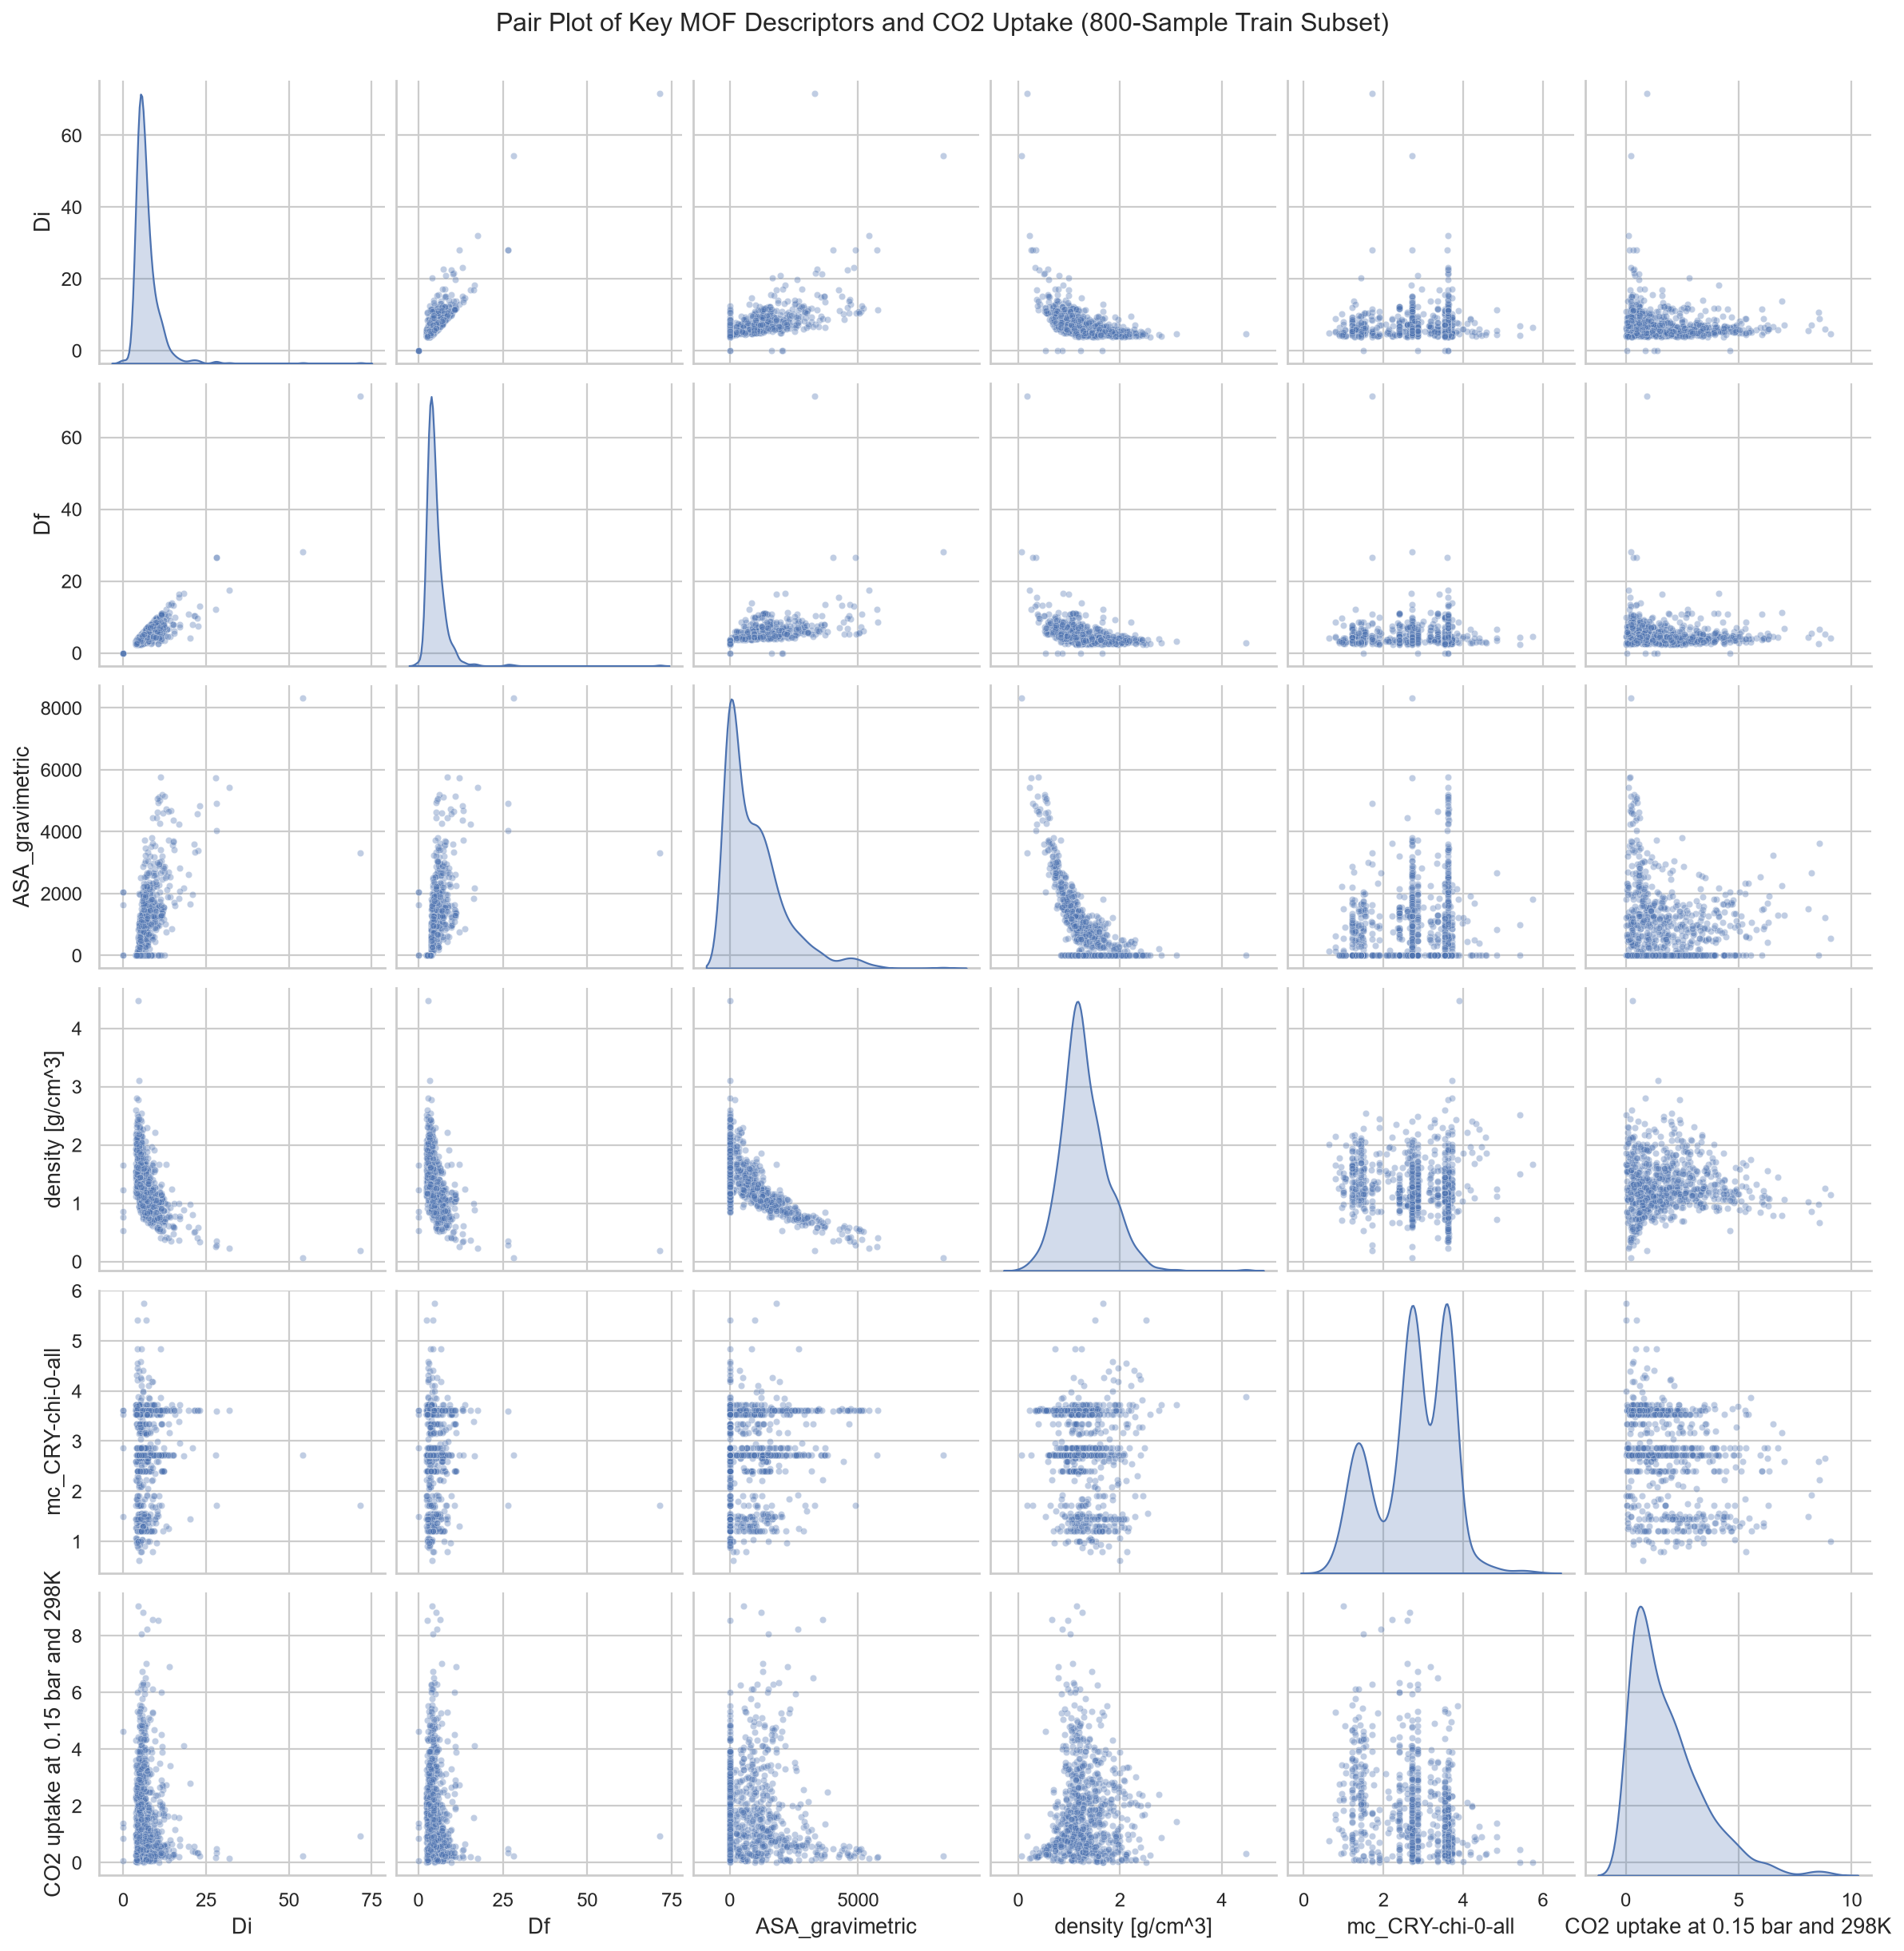 Pair Plot of Key MOF Descriptors and CO2 Uptake (800-Sample Train Subset)
60
40
20
0
Di
60
40
20
0
Df
8000
6000
4000
2000
0
ASA_gravimetric
4
3
2
1
0
density [g/cm^3]
6
5
4
3
2
1
mc_CRY-chi-0-all
8
6
4
2
0
CO2 uptake at 0.15 bar and 298K
0 25 50 75
Di
0 25 50 75
Df
0 5000
ASA_gravimetric
0 2 4
density [g/cm^3]
0 2 4 6
mc_CRY-chi-0-all
0 5 10
CO2 uptake at 0.15 bar and 298K